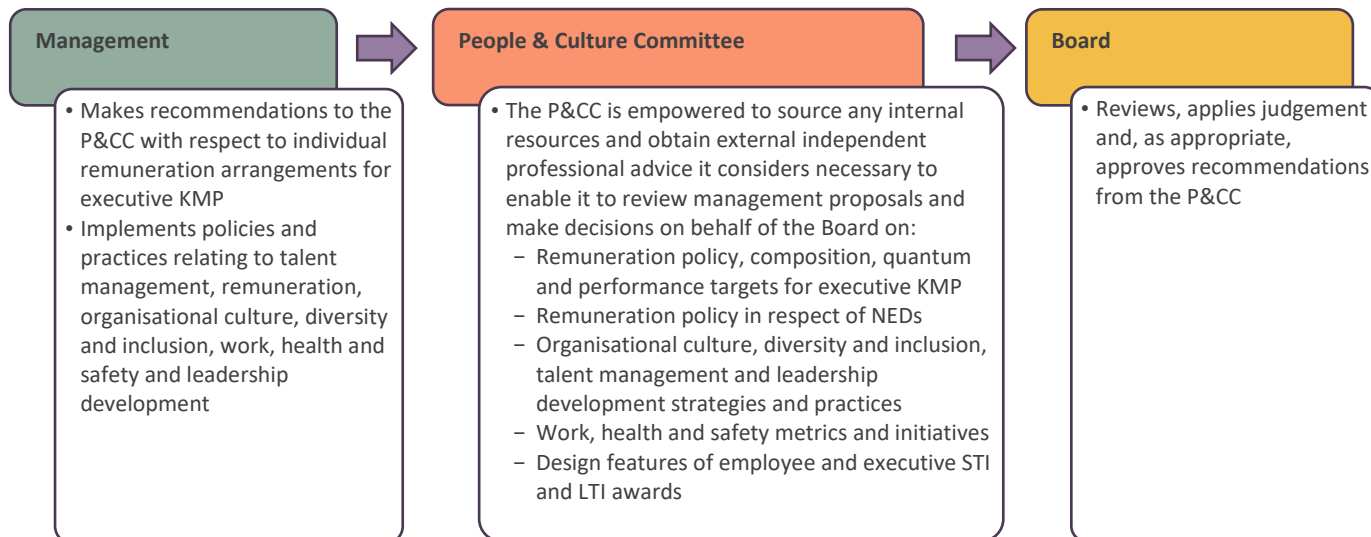 Management
• Makes recommendations to the
P&CC with respect to individual
remuneration arrangements for
executive KMP
• Implements policies and
practices relating to talent
management, remuneration,
organisational culture, diversity
and inclusion, work, health and
safety and leadership
development
People & Culture Committee
• The P&CC is empowered to source any internal
resources and obtain external independent
professional advice it considers necessary to
enable it to review management proposals and
make decisions on behalf of the Board on:
− Remuneration policy, composition, quantum
and performance targets for executive KMP
− Remuneration policy in respect of NEDs
− Organisational culture, diversity and inclusion,
talent management and leadership
development strategies and practices
− Work, health and safety metrics and initiatives
− Design features of employee and executive STI
and LTI awards
Board
• Reviews, applies judgement
and, as appropriate,
approves recommendations
from the P&CC